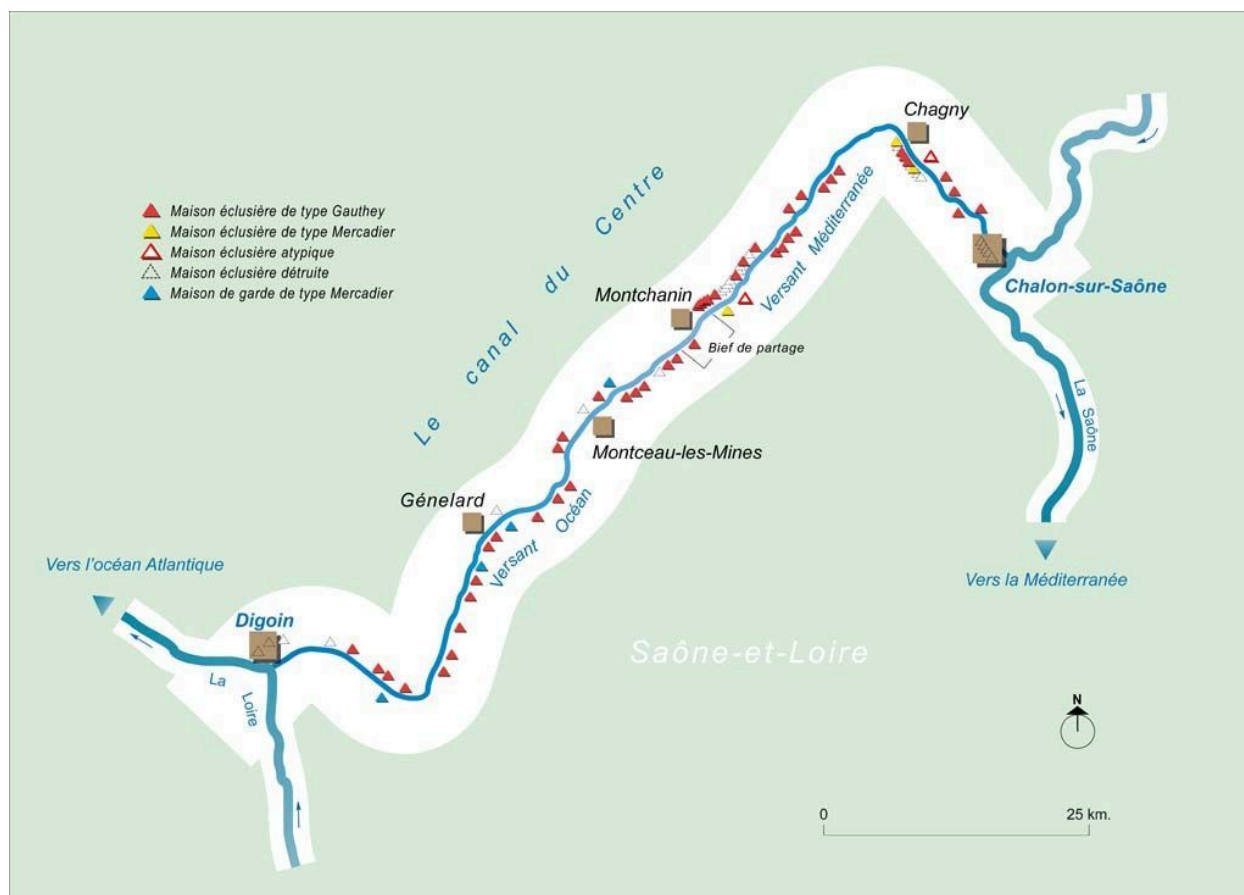 Le canal du Centre
Maison éclusière de type Gauthey
Maison éclusière de type Mercadier
Maison éclusière atypique
Maison éclusière détruite
Maison de garde de type Mercadier
Chagny
Chalon-sur-Saône
Versant Méditerranée
Montchanin
Bief de partage
La Saône
Montceau-les-Mines
Génelard
Versant Océan
Vers l'océan Atlantique
Vers la Méditerranée
Digoin
La Loire
Saône-et-Loire
N
0 25 km.